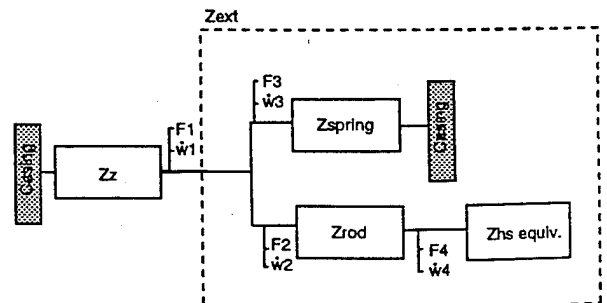 Zext
F3
ẇ3
F1
ẇ1
Zspring
Casing
Casing
Zz
F2
ẇ2
Zrod
F4
ẇ4
Zhs equiv.